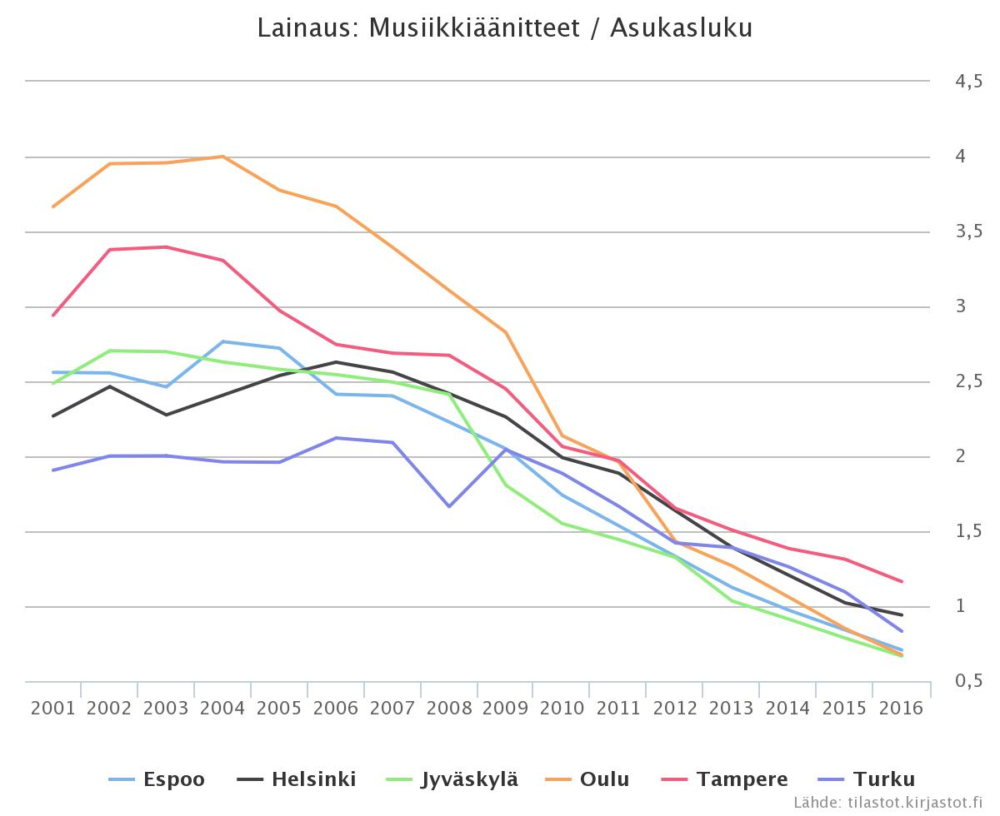 Lainaus: Musiikkiäänitteet / Asukasluku
4,5
4
3,5
3
2,5
2
1,5
1
0,5
2001 2002 2003 2004 2005 2006 2007 2008 2009 2010 2011 2012 2013 2014 2015 2016
Espoo Helsinki Jyväskylä Oulu Tampere Turku
Lähde: tilastot.kirjastot.fi